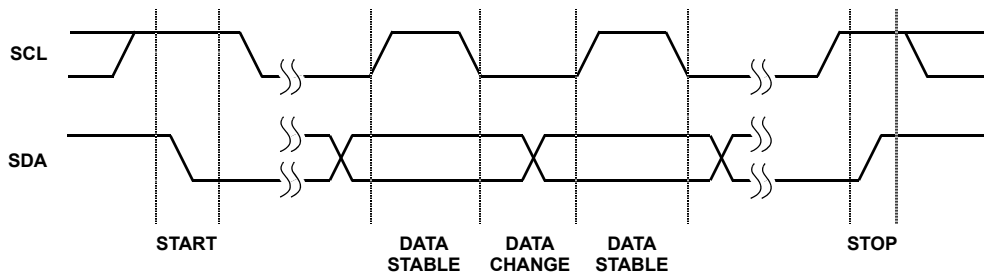 SCL
SDA
START
DATA
STABLE
DATA
CHANGE
DATA
STABLE
STOP